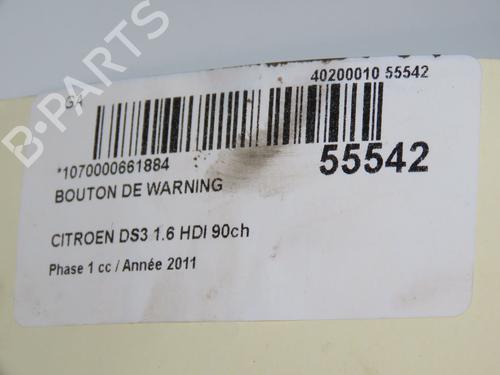 B-PARTS
40200010 55542
GA
*1070000661884
55542
BOUTON DE WARNING
CITROEN DS3 1.6 HDI 90ch
Phase 1 cc / Année 2011